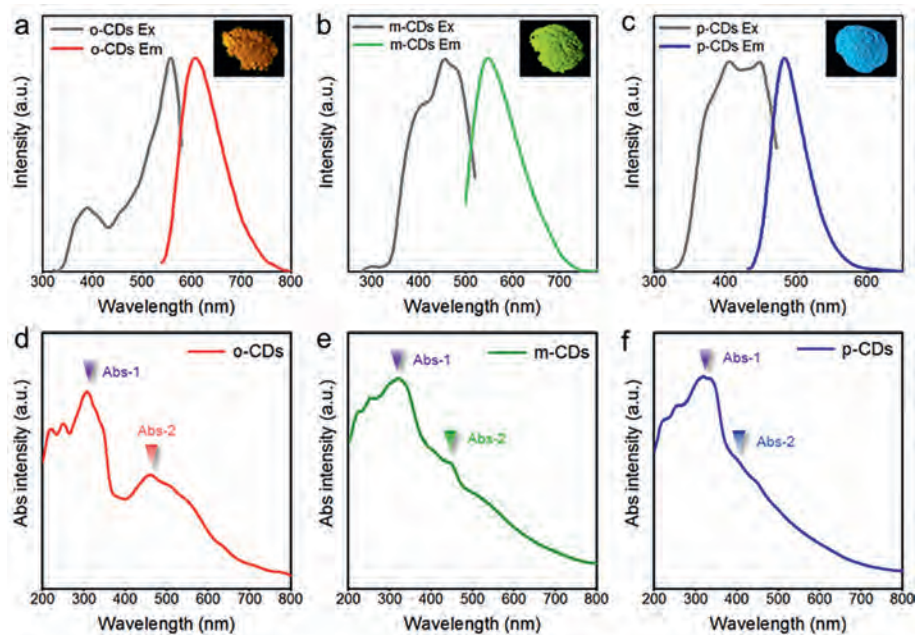 a
o-CDs Ex
o-CDs Em
Intensity (a.u.)
300 400 500 600 700 800
Wavelength (nm)
b
m-CDs Ex
m-CDs Em
Intensity (a.u.)
300 400 500 600 700
Wavelength (nm)
c
p-CDs Ex
p-CDs Em
Intensity (a.u.)
300 400 500 600
Wavelength (nm)
d
o-CDs
Abs-1
Abs-2
Abs intensity (a.u.)
200 300 400 500 600 700 800
Wavelength (nm)
e
m-CDs
Abs-1
Abs-2
Abs intensity (a.u.)
200 300 400 500 600 700 800
Wavelength (nm)
f
p-CDs
Abs-1
Abs-2
Abs intensity (a.u.)
200 300 400 500 600 700 800
Wavelength (nm)